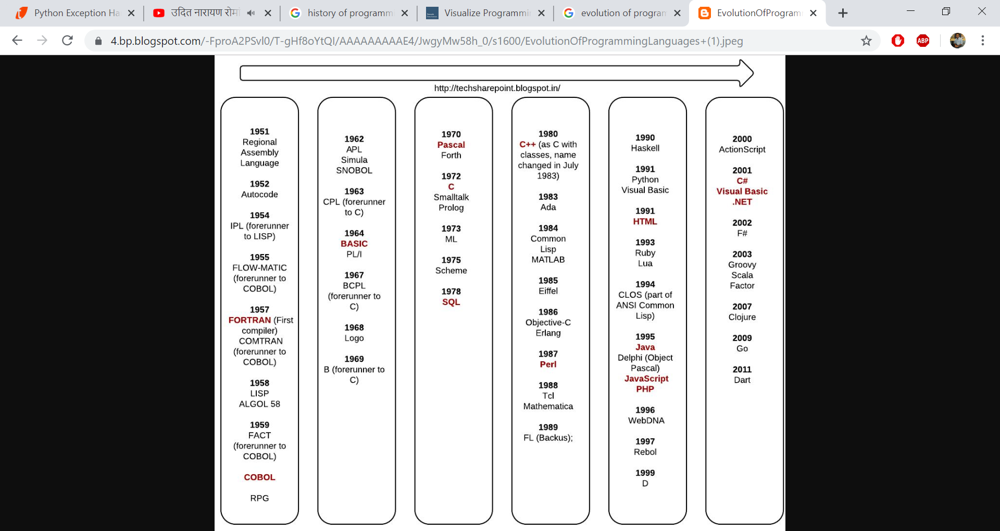 Python Exception Ha
उदित नारायण रोमां
history of programmi
Visualize Programmin
evolution of program
EvolutionOfProgram
4.bp.blogspot.com/-FproA2PSvl0/T-gHf8oYtQI/AAAAAAAAAE4/JwgyMw58h_0/s1600/EvolutionOfProgrammingLanguages+(1).jpeg
ABP
http://techsharepoint.blogspot.in/
1951
Regional
Assembly
Language
1952
Autocode
1954
IPL (forerunner
to LISP)
1955
FLOW-MATIC
(forerunner to
COBOL)
1957
FORTRAN (First
compiler)
COMTRAN
(forerunner to
COBOL)
1958
LISP
ALGOL 58
1959
FACT
(forerunner to
COBOL)
COBOL
RPG
1962
APL
Simula
SNOBOL
1963
CPL (forerunner
to C)
1964
BASIC
PL/I
1967
BCPL
(forerunner to
C)
1968
Logo
1969
B (forerunner to
C)
1970
Pascal
Forth
1972
C
Smalltalk
Prolog
1973
ML
1975
Scheme
1978
SQL
1980
C++ (as C with
classes, name
changed in July
1983)
1983
Ada
1984
Common
Lisp
MATLAB
1985
Eiffel
1986
Objective-C
Erlang
1987
Perl
1988
Tcl
Mathematica
1989
FL (Backus);
1990
Haskell
1991
Python
Visual Basic
1991
HTML
1993
Ruby
Lua
1994
CLOS (part of
ANSI Common
Lisp)
1995
Java
Delphi (Object
Pascal)
JavaScript
PHP
1996
WebDNA
1997
Rebol
1999
D
2000
ActionScript
2001
C#
Visual Basic
.NET
2002
F#
2003
Groovy
Scala
Factor
2007
Clojure
2009
Go
2011
Dart